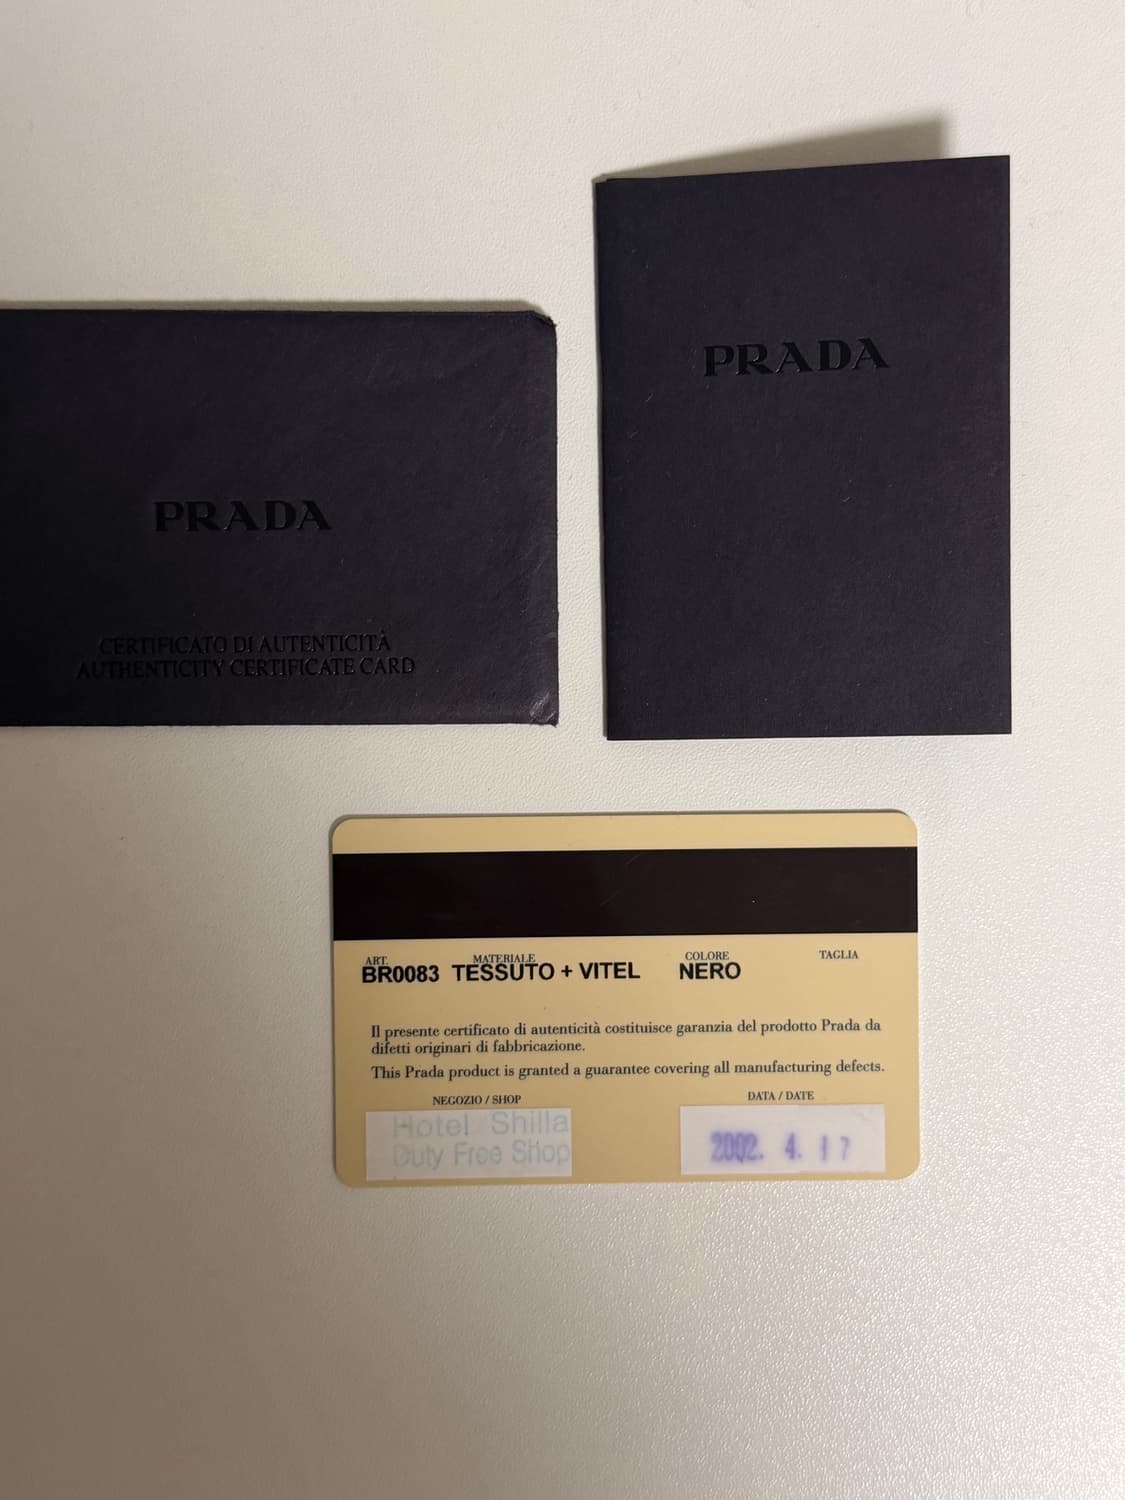 PRADA
PRADA
CERTIFICATO DI AUTENTICITÀ
AUTHENTICITY CERTIFICATE CARD
ART. MATERIALE COLORE TAGLIA
BR0083 TESSUTO + VITEL NERO
Il presente certificato di autenticità costituisce garanzia del prodotto Prada da
difetti originari di fabbricazione.
This Prada product is granted a guarantee covering all manufacturing defects.
NEGOZIO / SHOP DATA / DATE
Hotel Shilla
Duty Free Shop
2002. 4. 17